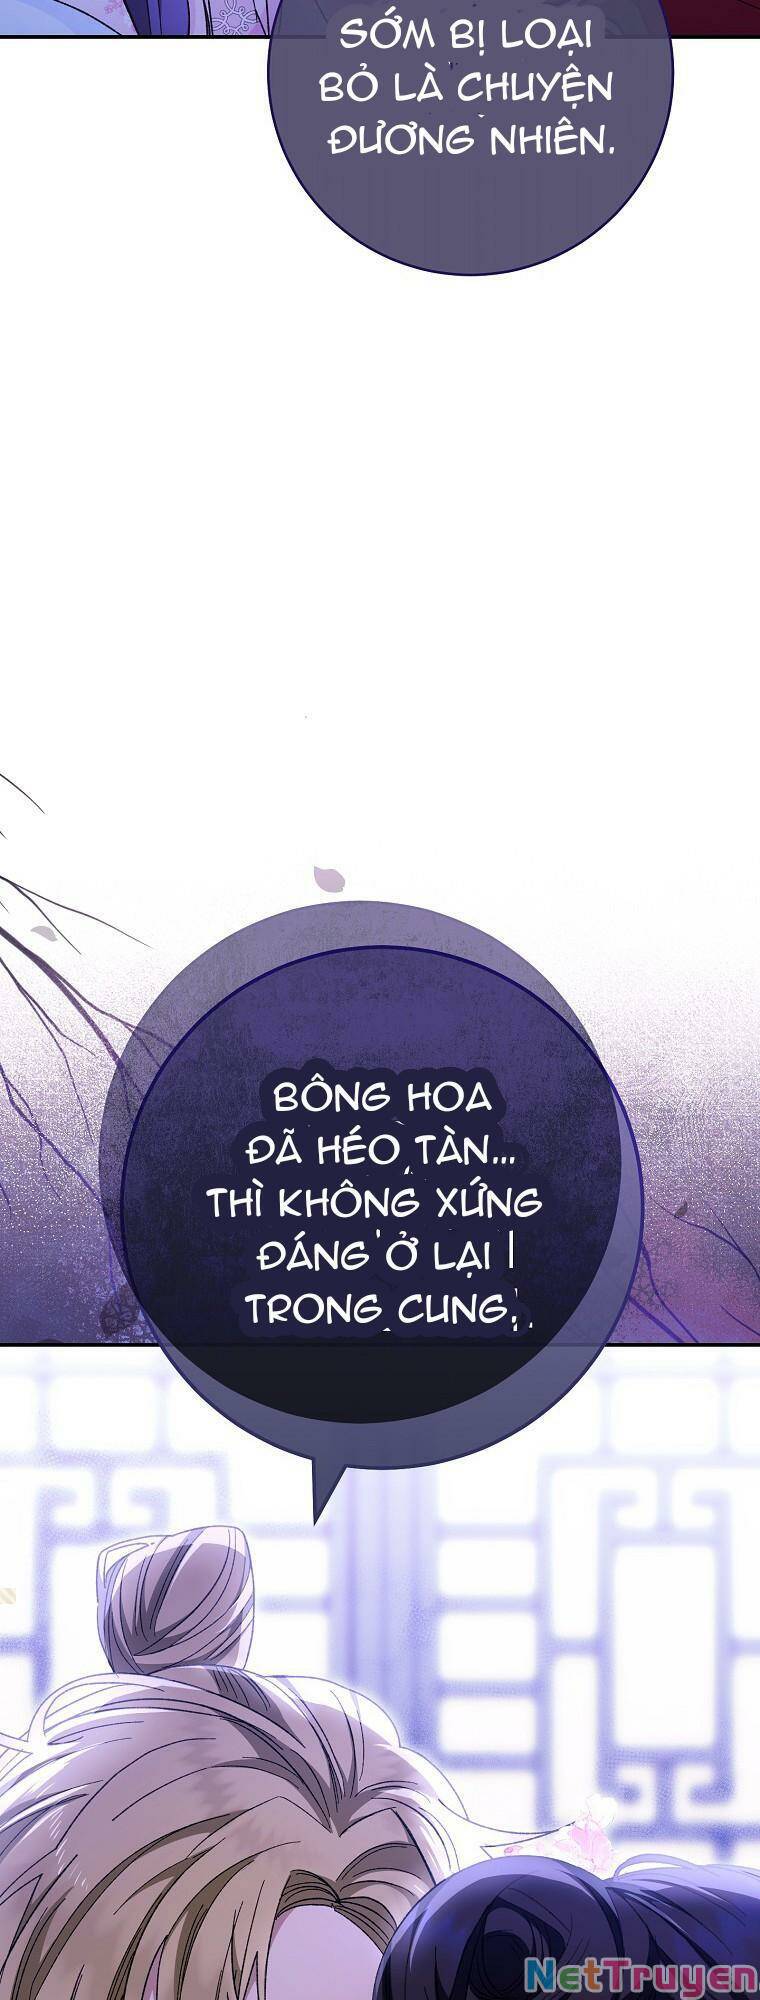 SỚM BỊ LOẠI
BỎ LÀ CHUYỆN
ĐƯƠNG NHIÊN.
BÔNG HOA
ĐÃ HÉO TÀN...
THÌ KHÔNG XỨNG
ĐÁNG Ở LẠI
TRONG CUNG.
NetTruyen